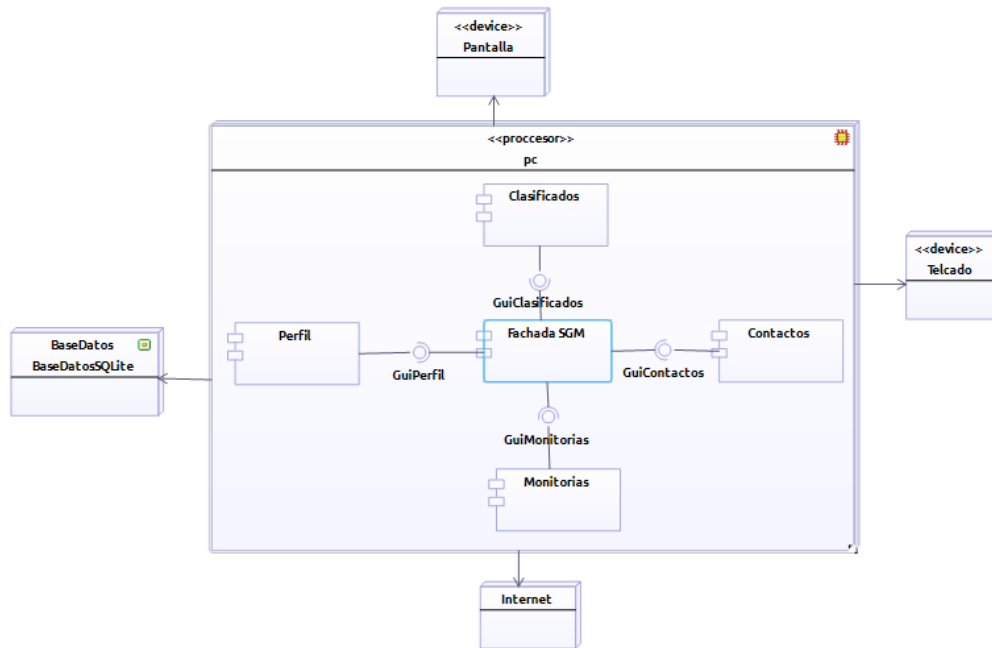 <<device>>
Pantalla
<<proccesor>>
pc
Clasificados
GuiClasificados
<<device>>
Telcado
BaseDatos
BaseDatosSQLite
Perfil
GuiPerfil
Fachada SGM
Contactos
GuiContactos
GuiMonitorias
Monitorias
Internet